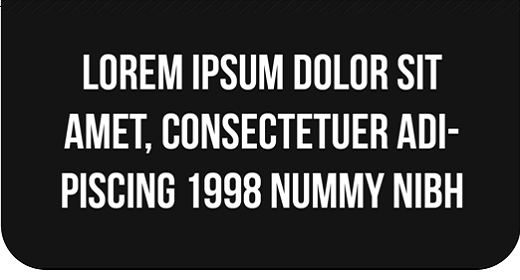 LOREM IPSUM DOLOR SIT
AMET, CONSECTETUER ADI-
PISCING 1998 NUMMY NIBH